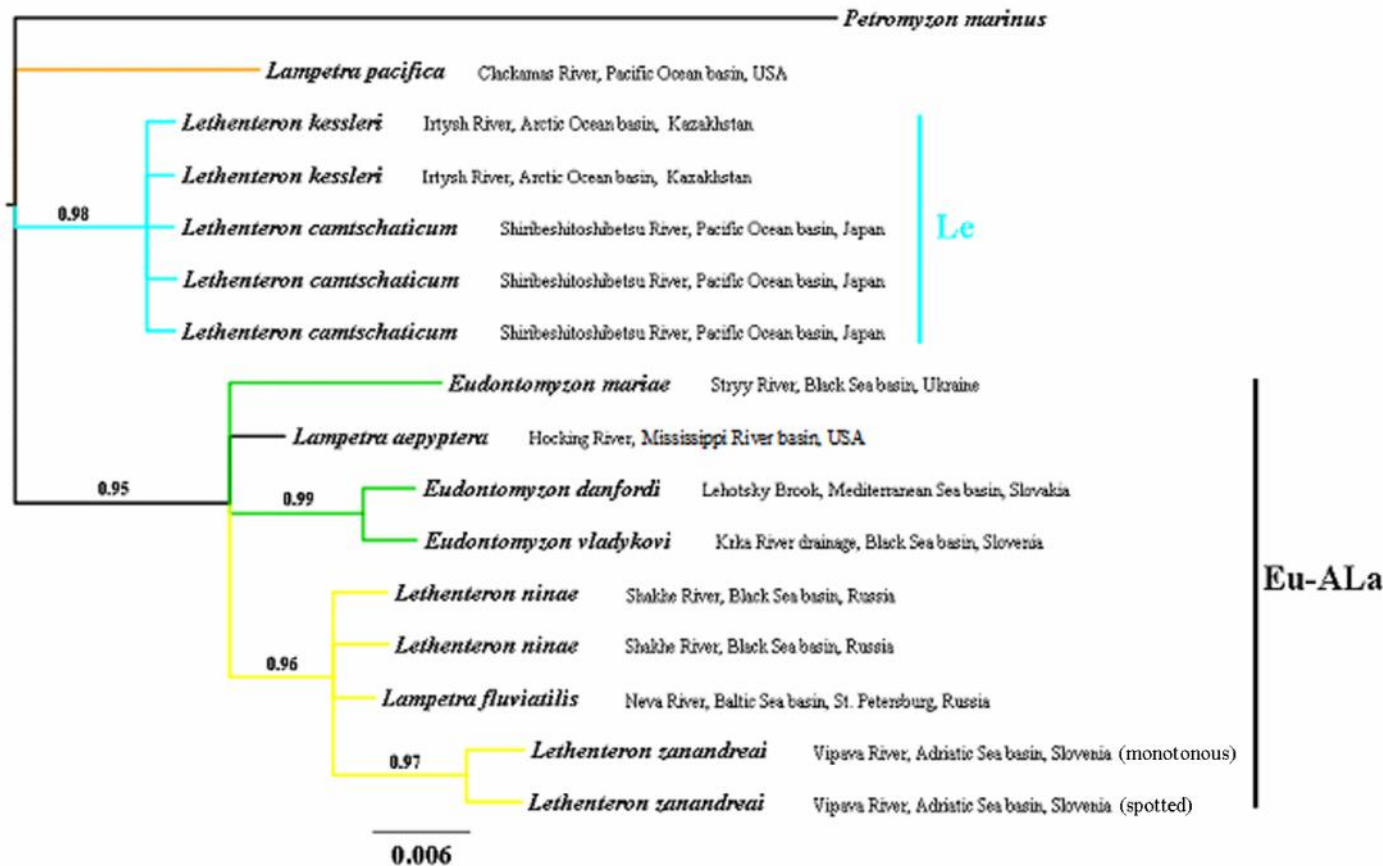 Petromyzon marinus
Lampetra pacifica Clackamas River, Pacific Ocean basin, USA
Lethenteron kessleri Irtysh River, Arctic Ocean basin, Kazakhstan
Lethenteron kessleri Irtysh River, Arctic Ocean basin, Kazakhstan
0.98
Lethenteron camtschaticum Shiribeshitoshibetsu River, Pacific Ocean basin, Japan
Le
Lethenteron camtschaticum Shiribeshitoshibetsu River, Pacific Ocean basin, Japan
Lethenteron camtschaticum Shiribeshitoshibetsu River, Pacific Ocean basin, Japan
Eudontomyzon mariae Stryy River, Black Sea basin, Ukraine
Lampetra aepyptera Hocking River, Mississippi River basin, USA
0.95
0.99
Eudontomyzon danfordi Lehotsky Brook, Mediterranean Sea basin, Slovakia
Eudontomyzon vladykovi Krka River drainage, Black Sea basin, Slovenia
Eu-ALa
Lethenteron ninae Shakhe River, Black Sea basin, Russia
Lethenteron ninae Shakhe River, Black Sea basin, Russia
0.96
Lampetra fluviatilis Neva River, Baltic Sea basin, St. Petersburg, Russia
0.97
Lethenteron zanandreai Vipava River, Adriatic Sea basin, Slovenia (monotonous)
Lethenteron zanandreai Vipava River, Adriatic Sea basin, Slovenia (spotted)
0.006